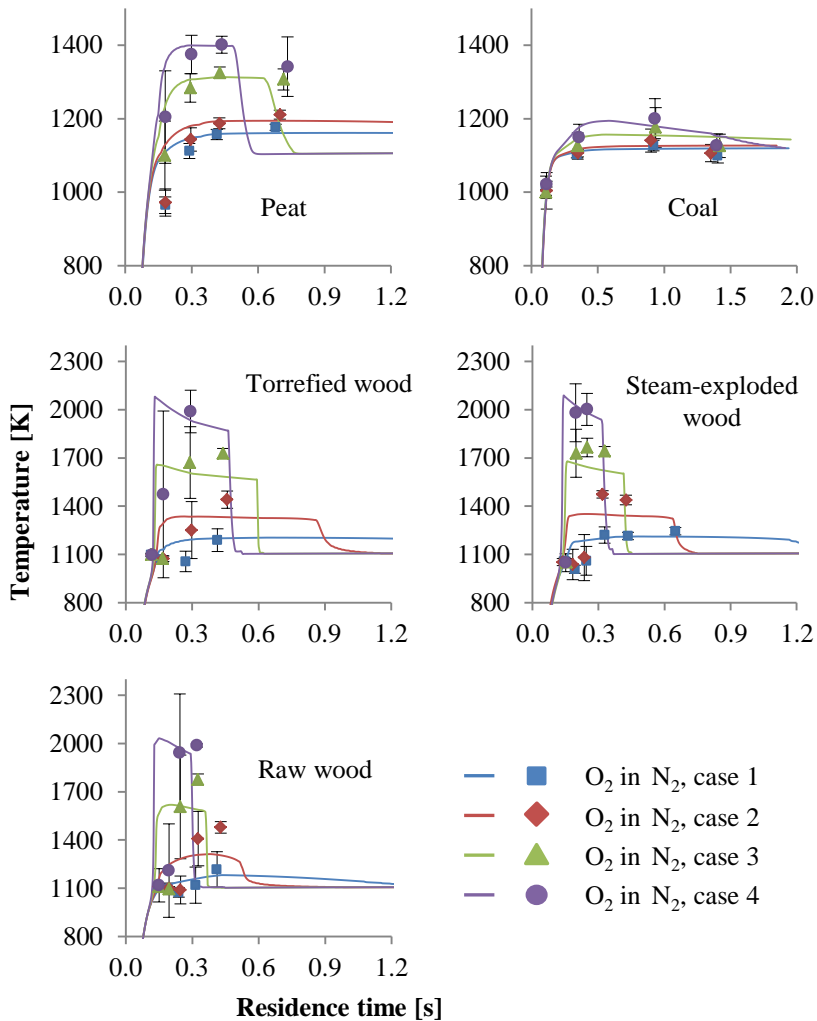 1400
1200
1000
800
0.0 0.3 0.6 0.9 1.2
Peat
1400
1200
1000
800
0.0 0.5 1.0 1.5 2.0
Coal
Temperature [K]
2300
2000
1700
1400
1100
800
0.0 0.3 0.6 0.9 1.2
Torrefied wood
2300
2000
1700
1400
1100
800
0.0 0.3 0.6 0.9 1.2
Steam-exploded
wood
2300
2000
1700
1400
1100
800
0.0 0.3 0.6 0.9 1.2
Raw wood
O₂ in N₂, case 1
O₂ in N₂, case 2
O₂ in N₂, case 3
O₂ in N₂, case 4
Residence time [s]